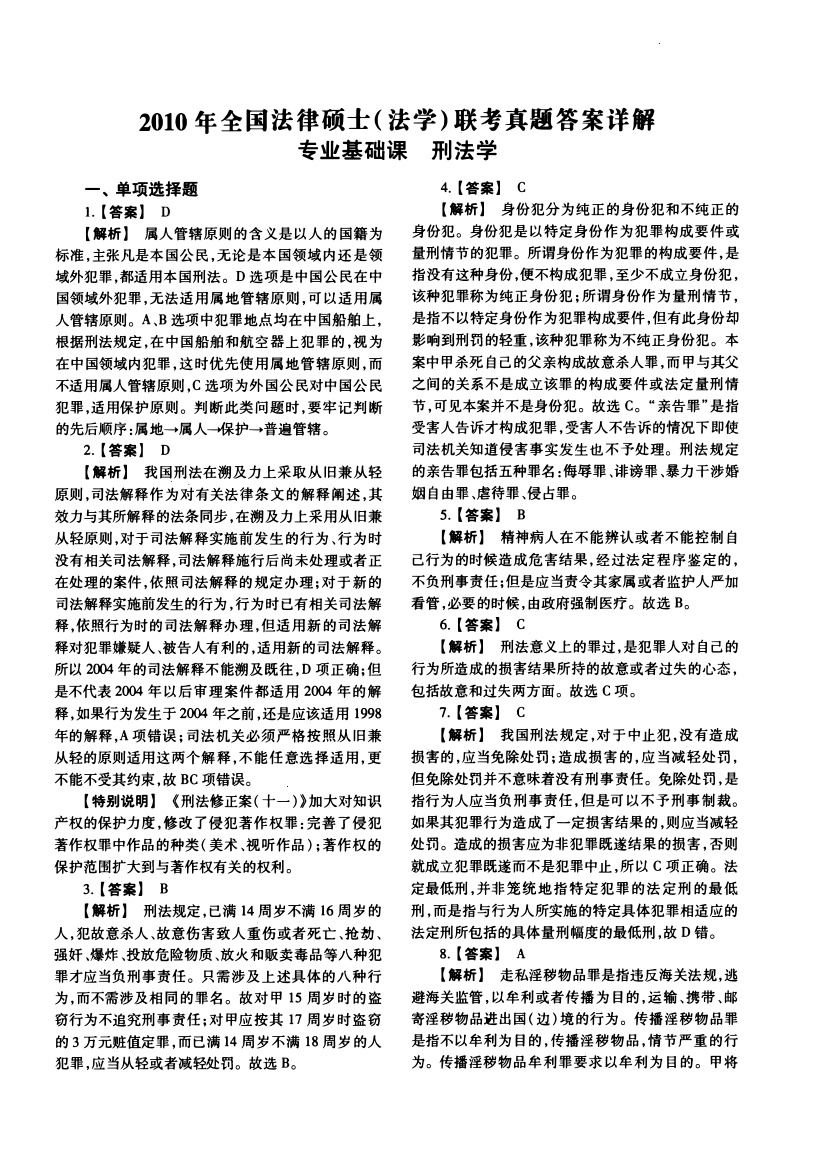 2010年全国法律硕士(法学)联考真题答案详解
专业基础课 刑法学
一、单项选择题
1.【答案】 D
【解析】 属人管辖原则的含义是以人的国籍为
标准,主张凡是本国公民,无论是本国领域内还是领
域外犯罪,都适用本国刑法。D选项是中国公民在中
国领域外犯罪,无法适用属地管辖原则,可以适用属
人管辖原则。A、B选项中犯罪地点均在中国船舶上,
根据刑法规定,在中国船舶和航空器上犯罪的,视为
在中国领域内犯罪,这时优先使用属地管辖原则,而
不适用属人管辖原则,C选项为外国公民对中国公民
犯罪,适用保护原则。判断此类问题时,要牢记判断
的先后顺序:属地→属人→保护→普遍管辖。
2.【答案】 D
【解析】 我国刑法在溯及力上采取从旧兼从轻
原则,司法解释作为对有关法律条文的解释阐述,其
效力与其所解释的法条同步,在溯及力上采用从旧兼
从轻原则,对于司法解释实施前发生的行为、行为时
没有相关司法解释,司法解释施行后尚未处理或者正
在处理的案件,依照司法解释的规定办理;对于新的
司法解释实施前发生的行为,行为时已有相关司法解
释,依照行为时的司法解释办理,但适用新的司法解
释对犯罪嫌疑人、被告人有利的,适用新的司法解释。
所以2004年的司法解释不能溯及既往,D项正确;但
是不代表2004年以后审理案件都适用2004年的解
释,如果行为发生于2004年之前,还是应该适用1998
年的解释,A项错误;司法机关必须严格按照从旧兼
从轻的原则适用这两个解释,不能任意选择适用,更
不能不受其约束,故BC项错误。
【特别说明】 《刑法修正案(十一)》加大对知识
产权的保护力度,修改了侵犯著作权罪:完善了侵犯
著作权罪中作品的种类(美术、视听作品);著作权的
保护范围扩大到与著作权有关的权利。
3.【答案】 B
【解析】 刑法规定,已满14周岁不满16周岁的
人,犯故意杀人、故意伤害致人重伤或者死亡、抢劫、
强奸、爆炸、投放危险物质、放火和贩卖毒品等八种犯
罪才应当负刑事责任。只需涉及上述具体的八种行
为,而不需涉及相同的罪名。故对甲15周岁时的盗
窃行为不追究刑事责任;对甲应按其17周岁时盗窃
的3万元赃值定罪,而已满14周岁不满18周岁的人
犯罪,应当从轻或者减轻处罚。故选B。
4.【答案】 C
【解析】 身份犯分为纯正的身份犯和不纯正的
身份犯。身份犯是以特定身份作为犯罪构成要件或
量刑情节的犯罪。所谓身份作为犯罪的构成要件,是
指没有这种身份,便不构成犯罪,至少不成立身份犯,
该种犯罪称为纯正身份犯;所谓身份作为量刑情节,
是指不以特定身份作为犯罪构成要件,但有此身份却
影响到刑罚的轻重,该种犯罪称为不纯正身份犯。本
案中甲杀死自己的父亲构成故意杀人罪,而甲与其父
之间的关系不是成立该罪的构成要件或法定量刑情
节,可见本案并不是身份犯。故选C。“亲告罪”是指
受害人告诉才构成犯罪,受害人不告诉的情况下即使
司法机关知道侵害事实发生也不予处理。刑法规定
的亲告罪包括五种罪名:侮辱罪、诽谤罪、暴力干涉婚
姻自由罪、虐待罪、侵占罪。
5.【答案】 B
【解析】 精神病人在不能辨认或者不能控制自
己行为的时候造成危害结果,经过法定程序鉴定的,
不负刑事责任;但是应当责令其家属或者监护人严加
看管,必要的时候,由政府强制医疗。故选B。
6.【答案】 C
【解析】 刑法意义上的罪过,是犯罪人对自己的
行为所造成的损害结果所持的故意或者过失的心态,
包括故意和过失两方面。故选C项。
7.【答案】 C
【解析】 我国刑法规定,对于中止犯,没有造成
损害的,应当免除处罚;造成损害的,应当减轻处罚,
但免除处罚并不意味着没有刑事责任。免除处罚,是
指行为人应当负刑事责任,但是可以不予刑事制裁。
如果其犯罪行为造成了一定损害结果的,则应当减轻
处罚。造成的损害应为非犯罪既遂结果的损害,否则
就成立犯罪既遂而不是犯罪中止,所以C项正确。法
定最低刑,并非笼统地指特定犯罪的法定刑的最低
刑,而是指与行为人所实施的特定具体犯罪相适应的
法定刑所包括的具体量刑幅度的最低刑,故D错。
8.【答案】 A
【解析】 走私淫秽物品罪是指违反海关法规,逃
避海关监管,以牟利或者传播为目的,运输、携带、邮
寄淫秽物品进出国(边)境的行为。传播淫秽物品罪
是指不以牟利为目的,传播淫秽物品,情节严重的行
为。传播淫秽物品牟利罪要求以牟利为目的。甲将